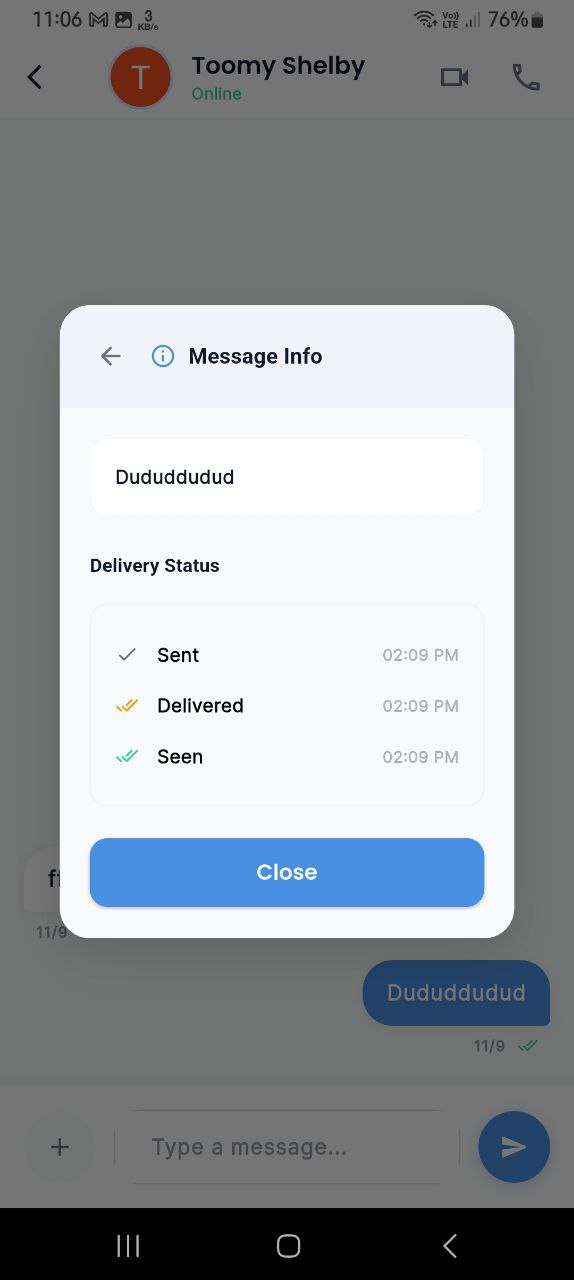 11:06 3 KB/s Vo)) LTE 76%
T Toomy Shelby
Online
Message Info
Dududdudud
Delivery Status
Sent 02:09 PM
Delivered 02:09 PM
Seen 02:09 PM
Close
11/9
Dududdudud
11/9
Type a message...